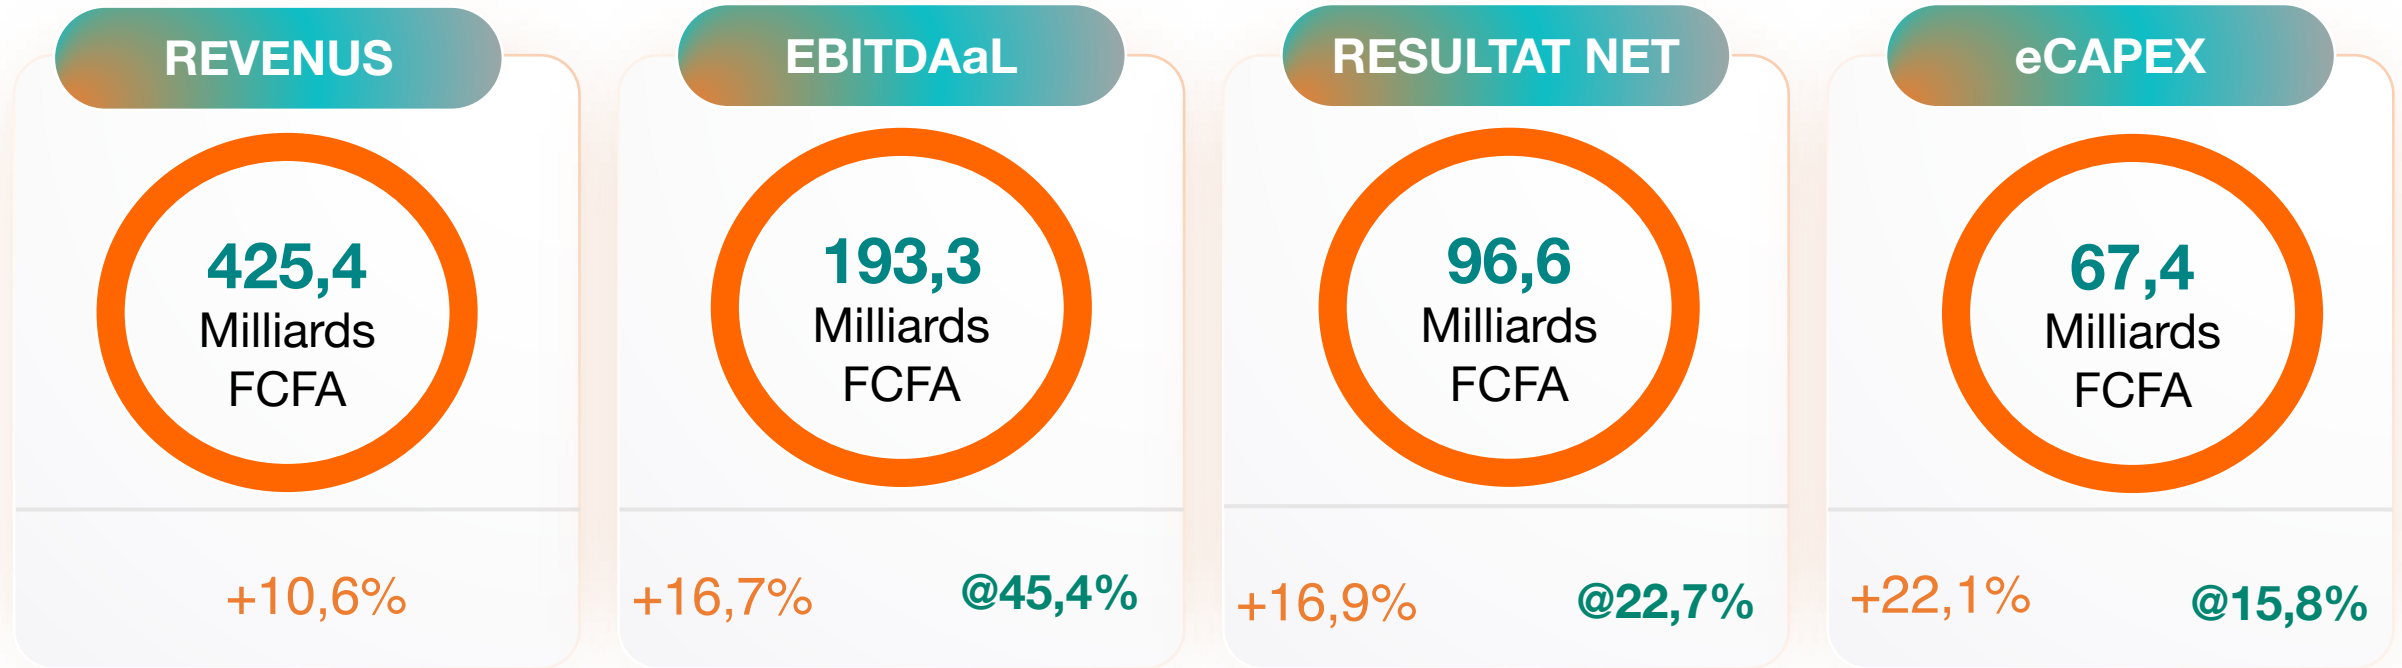 REVENUS
425,4
Milliards
FCFA
+10,6%
EBITDAaL
193,3
Milliards
FCFA
+16,7%
@45,4%
RESULTAT NET
96,6
Milliards
FCFA
+16,9%
@22,7%
eCAPEX
67,4
Milliards
FCFA
+22,1%
@15,8%